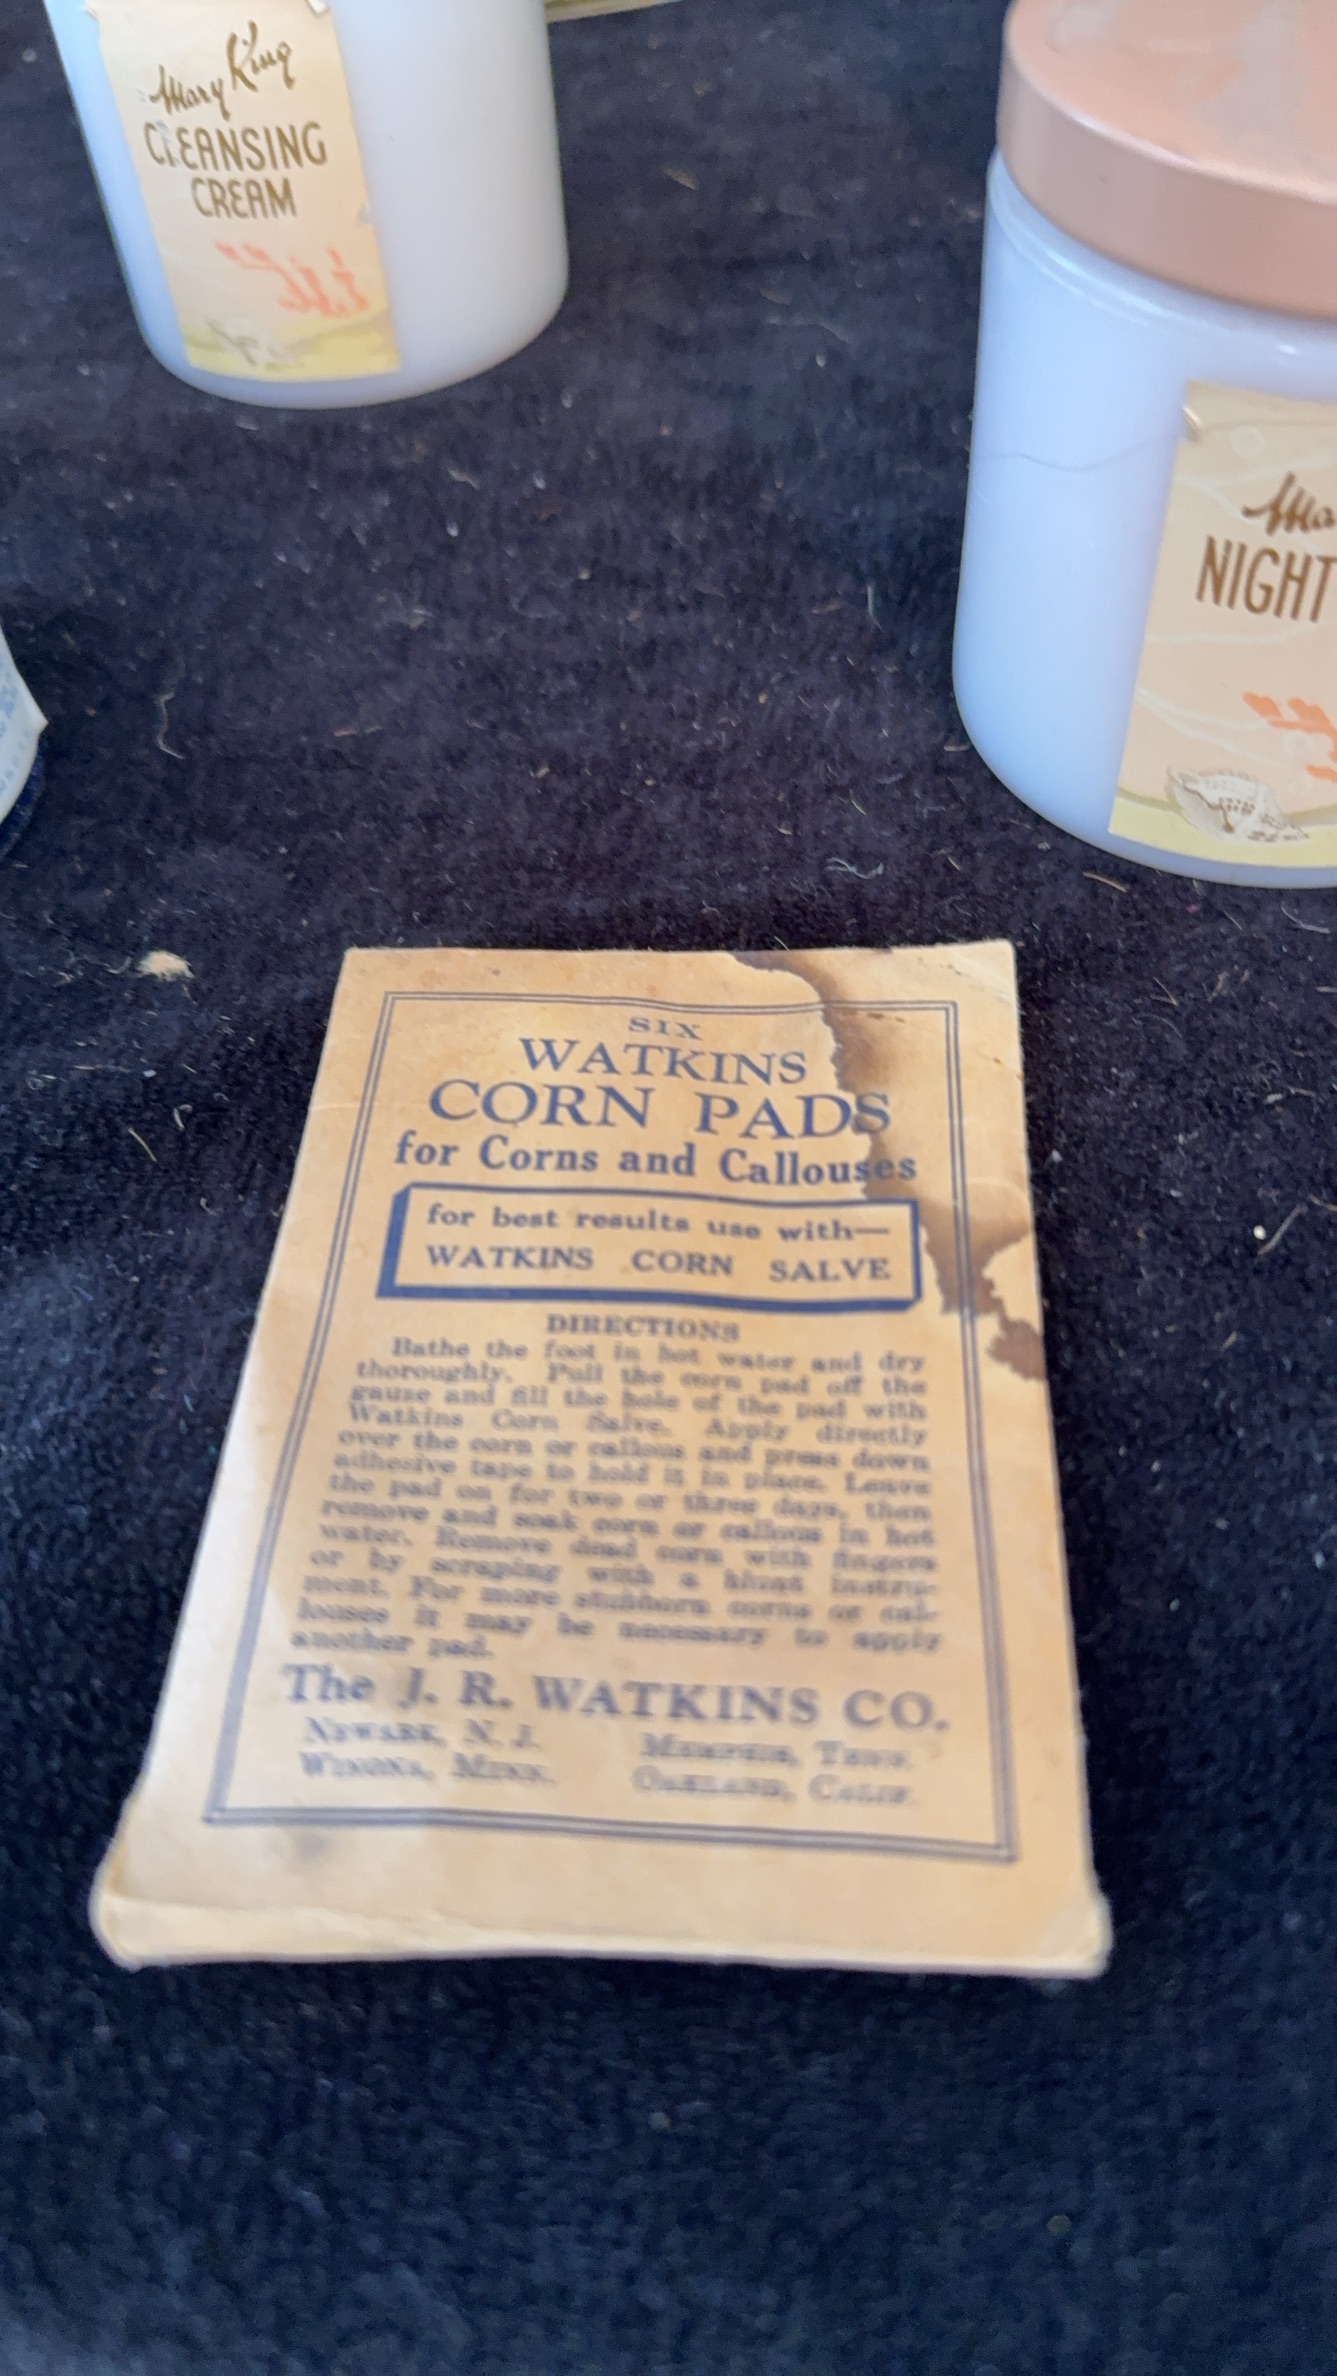 Mary King
CLEANSING
CREAM
NIGHT
SIX
WATKINS
CORN PADS
for Corns and Callouses
for best results use with—
WATKINS CORN SALVE
DIRECTIONS
Bathe the foot in hot water and dry
thoroughly. Pull the corn pad off the
gauze and fill the hole of the pad with
Watkins Corn Salve. Apply directly
over the corn or callous and press down
adhesive tape to hold it in place. Leave
the pad on for two or three days, then
remove and soak corn or callous in hot
water. Remove dead corn with fingers
or by scraping with a blunt instru-
ment. For more stubborn corns or cal-
louses it may be necessary to apply
another pad.
The J. R. WATKINS CO.
NEWARK, N. J. MEMPHIS, TENN.
WINONA, MINN. OAKLAND, CALIF.